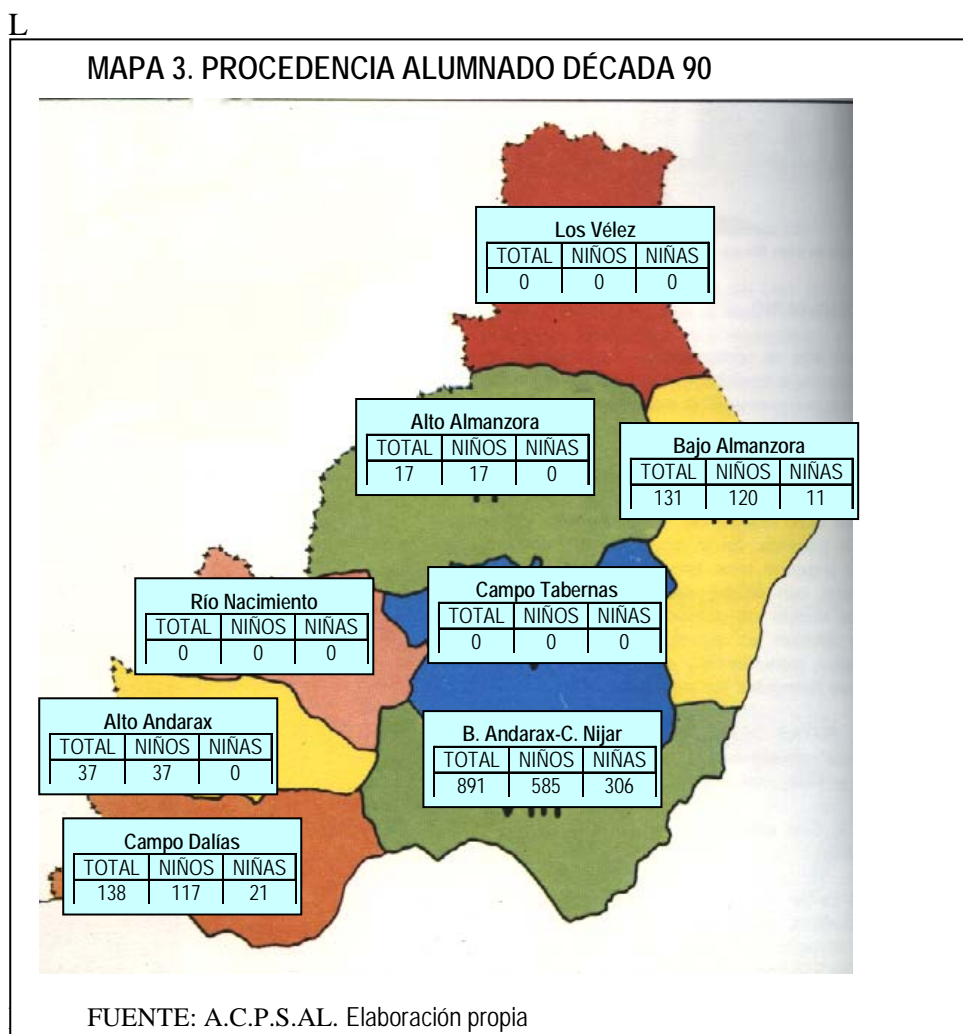 L
MAPA 3. PROCEDENCIA ALUMNADO DÉCADA 90
Los Vélez
TOTAL NIÑOS NIÑAS
0 0 0
Alto Almanzora
TOTAL NIÑOS NIÑAS
17 17 0
Bajo Almanzora
TOTAL NIÑOS NIÑAS
131 120 11
Río Nacimiento
TOTAL NIÑOS NIÑAS
0 0 0
Campo Tabernas
TOTAL NIÑOS NIÑAS
0 0 0
Alto Andarax
TOTAL NIÑOS NIÑAS
37 37 0
B. Andarax-C. Nijar
TOTAL NIÑOS NIÑAS
891 585 306
Campo Dalías
TOTAL NIÑOS NIÑAS
138 117 21
FUENTE: A.C.P.S.AL. Elaboración propia